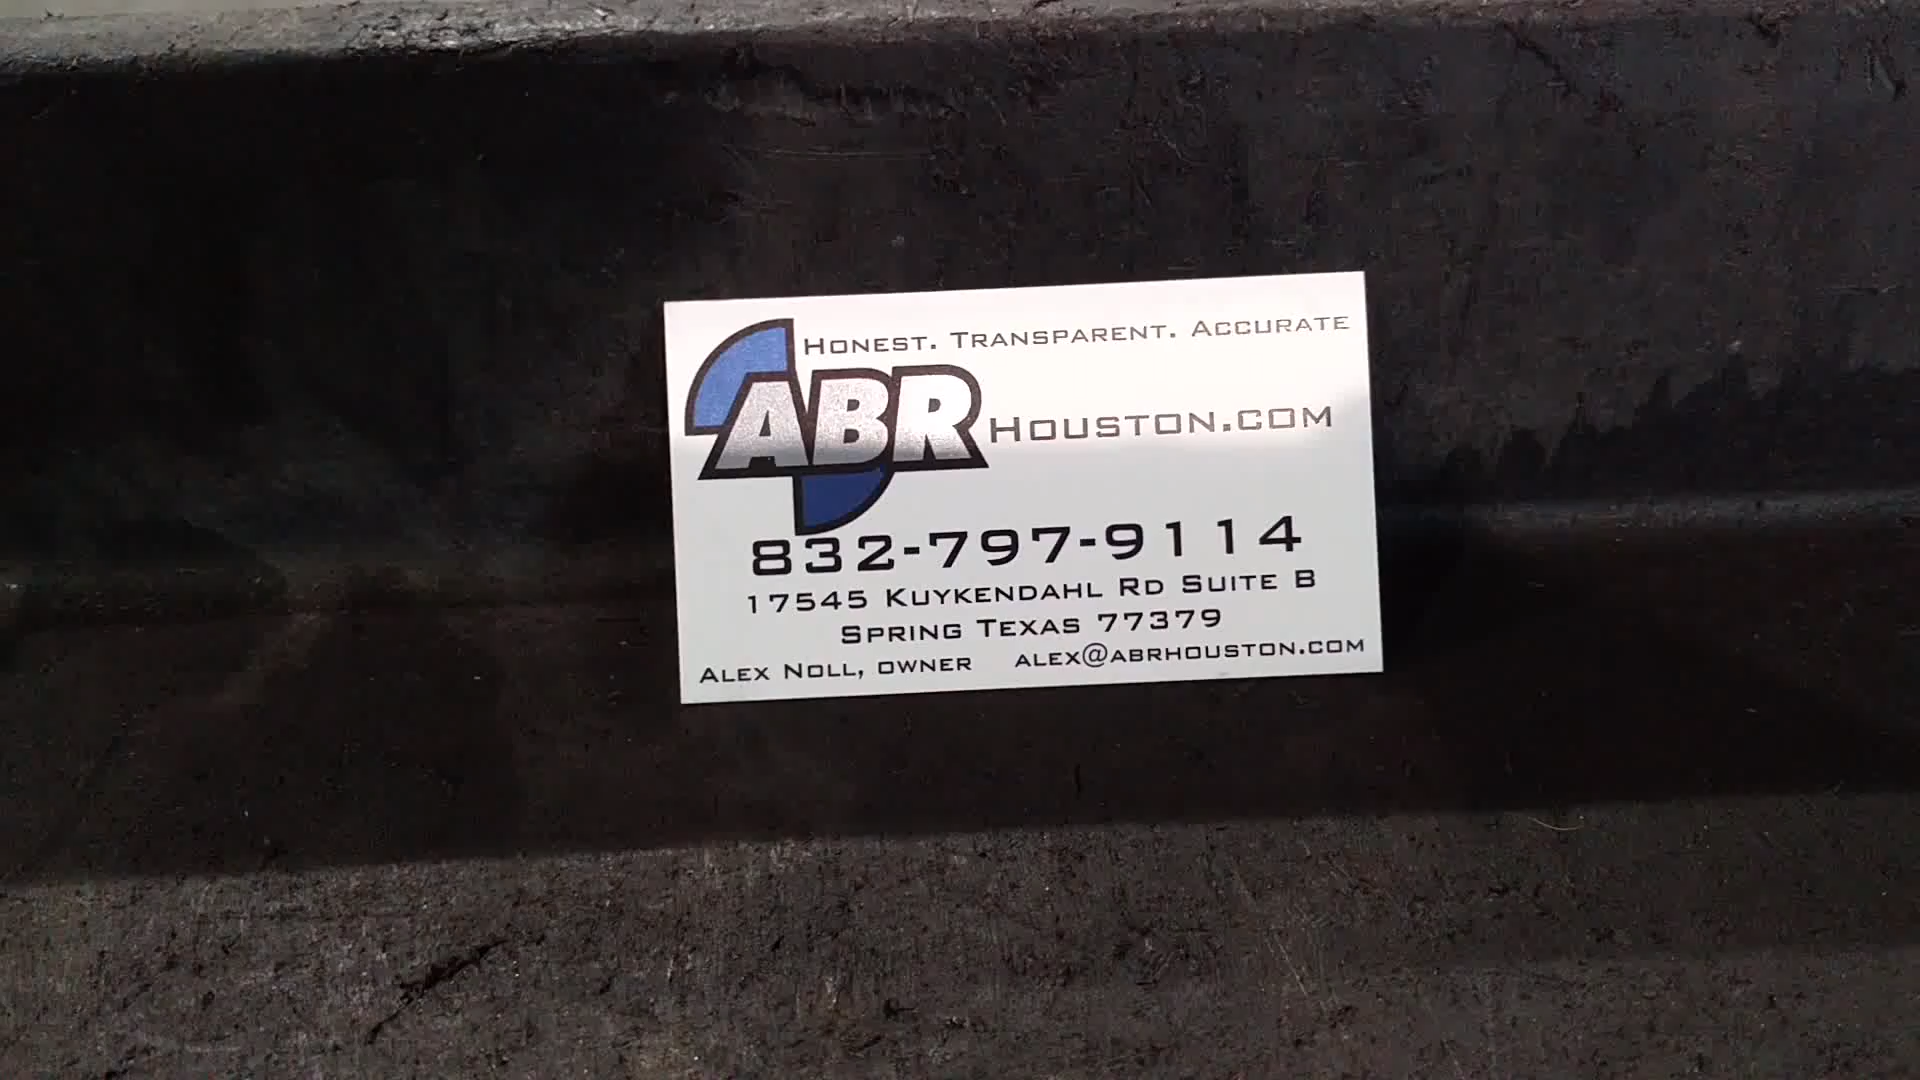 Honest. Transparent. Accurate
ABR Houston.com
832-797-9114
17545 Kuykendahl Rd Suite B
Spring Texas 77379
Alex Noll, owner alex@abrhouston.com